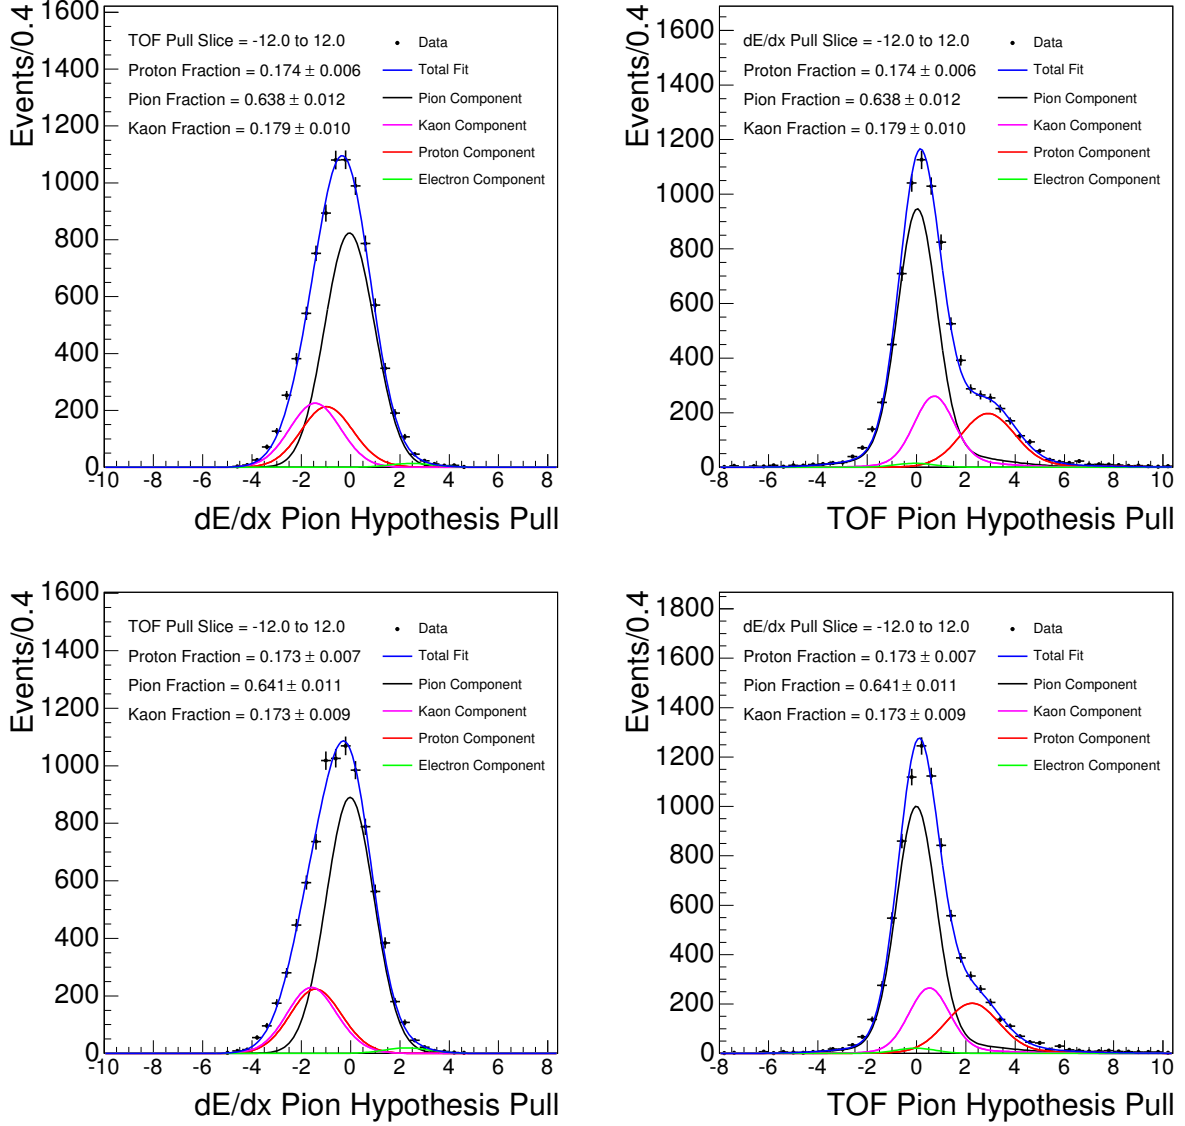 Events/0.4
1600
1400
1200
1000
800
600
400
200
0
TOF Pull Slice = -12.0 to 12.0
Proton Fraction = 0.174 ± 0.006
Pion Fraction = 0.638 ± 0.012
Kaon Fraction = 0.179 ± 0.010
Data
Total Fit
Pion Component
Kaon Component
Proton Component
Electron Component
-10 -8 -6 -4 -2 0 2 4 6 8
dE/dx Pion Hypothesis Pull
Events/0.4
1600
1400
1200
1000
800
600
400
200
0
dE/dx Pull Slice = -12.0 to 12.0
Proton Fraction = 0.174 ± 0.006
Pion Fraction = 0.638 ± 0.012
Kaon Fraction = 0.179 ± 0.010
Data
Total Fit
Pion Component
Kaon Component
Proton Component
Electron Component
-8 -6 -4 -2 0 2 4 6 8 10
TOF Pion Hypothesis Pull
Events/0.4
1600
1400
1200
1000
800
600
400
200
0
TOF Pull Slice = -12.0 to 12.0
Proton Fraction = 0.173 ± 0.007
Pion Fraction = 0.641 ± 0.011
Kaon Fraction = 0.173 ± 0.009
Data
Total Fit
Pion Component
Kaon Component
Proton Component
Electron Component
-10 -8 -6 -4 -2 0 2 4 6 8
dE/dx Pion Hypothesis Pull
Events/0.4
1800
1600
1400
1200
1000
800
600
400
200
0
dE/dx Pull Slice = -12.0 to 12.0
Proton Fraction = 0.173 ± 0.007
Pion Fraction = 0.641 ± 0.011
Kaon Fraction = 0.173 ± 0.009
Data
Total Fit
Pion Component
Kaon Component
Proton Component
Electron Component
-8 -6 -4 -2 0 2 4 6 8 10
TOF Pion Hypothesis Pull